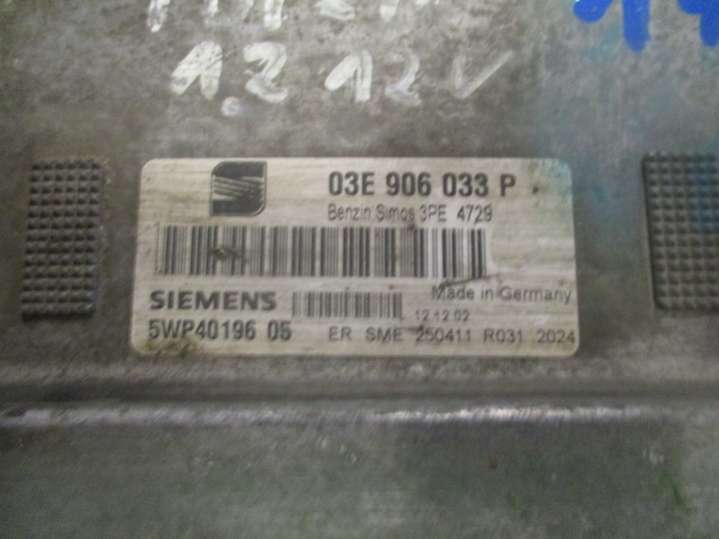 1.2 12V
03E 906 033 P
Benzin Simos 3PE 4729
SIEMENS
Made in Germany
12.12.02
5WP40196 05
ER SME 250411 R031 2024